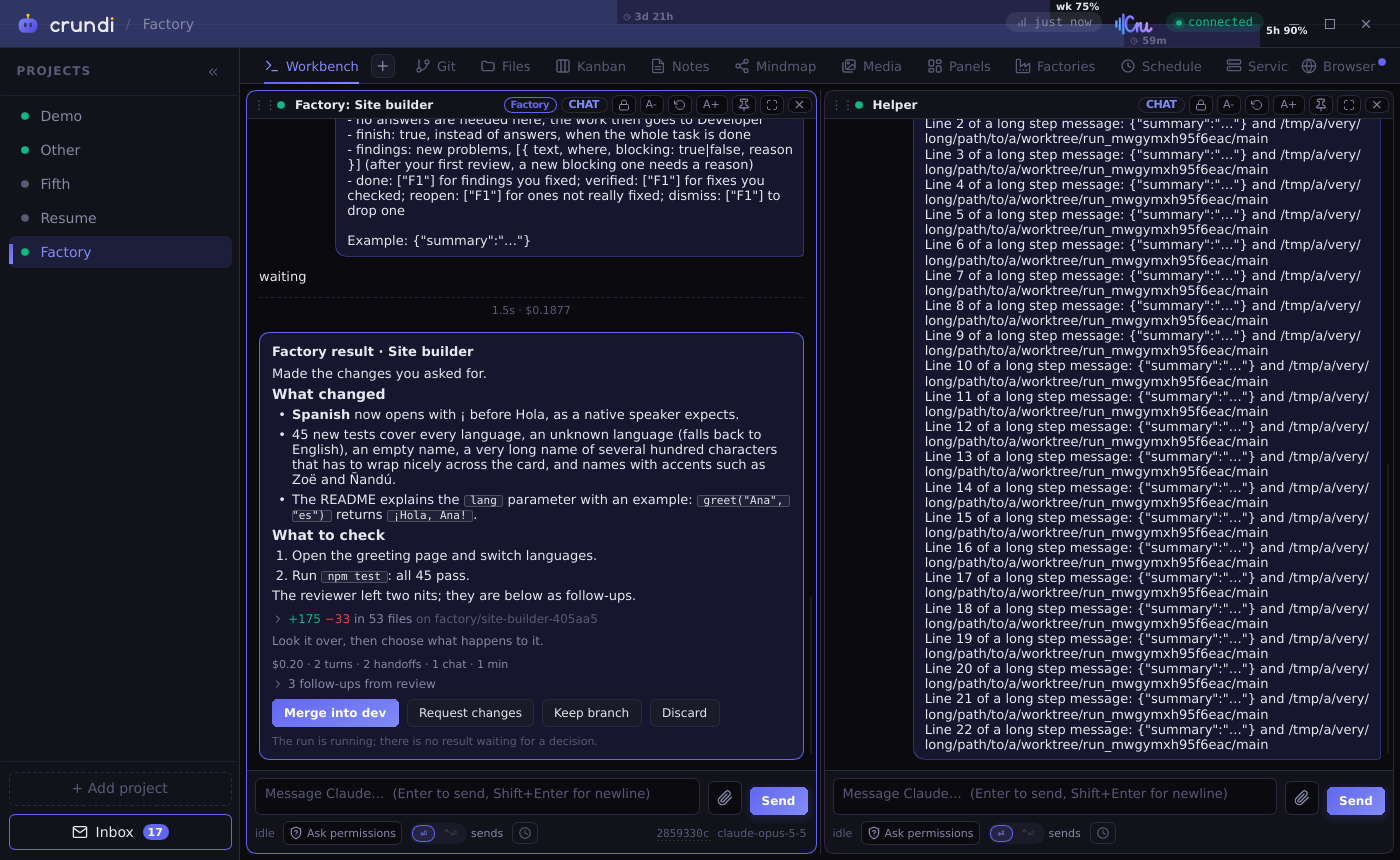 crundi / Factory
3d 21h
wk 75%
just now
Cru
connected
59m
5h 90%
PROJECTS «
Demo
Other
Fifth
Resume
Factory
+ Add project
Inbox 17
Workbench + Git Files Kanban Notes Mindmap Media Panels Factories Schedule Servic Browser
Factory: Site builder Factory CHAT A- A+
- no answers are needed here, the work then goes to Developer
- finish: true, instead of answers, when the whole task is done
- findings: new problems, [{ text, where, blocking: true|false, reason
}] (after your first review, a new blocking one needs a reason)
- done: ["F1"] for findings you fixed; verified: ["F1"] for fixes you
checked; reopen: ["F1"] for ones not really fixed; dismiss: ["F1"] to
drop one
Example: {"summary":"…"}
waiting
1.5s · $0.1877
Factory result · Site builder
Made the changes you asked for.
What changed
• Spanish now opens with ¡ before Hola, as a native speaker expects.
• 45 new tests cover every language, an unknown language (falls back to
English), an empty name, a very long name of several hundred characters
that has to wrap nicely across the card, and names with accents such as
Zoë and Ñandú.
• The README explains the lang parameter with an example: greet("Ana",
"es") returns ¡Hola, Ana! .
What to check
1. Open the greeting page and switch languages.
2. Run npm test : all 45 pass.
The reviewer left two nits; they are below as follow-ups.
+175 −33 in 53 files on factory/site-builder-405aa5
Look it over, then choose what happens to it.
$0.20 · 2 turns · 2 handoffs · 1 chat · 1 min
3 follow-ups from review
Merge into dev Request changes Keep branch Discard
The run is running; there is no result waiting for a decision.
Message Claude… (Enter to send, Shift+Enter for newline) Send
idle Ask permissions sends 2859330c claude-opus-5-5
Helper CHAT A- A+
Line 2 of a long step message: {"summary":"…"} and /tmp/a/very/
long/path/to/a/worktree/run_mwgymxh95f6eac/main
Line 3 of a long step message: {"summary":"…"} and /tmp/a/very/
long/path/to/a/worktree/run_mwgymxh95f6eac/main
Line 4 of a long step message: {"summary":"…"} and /tmp/a/very/
long/path/to/a/worktree/run_mwgymxh95f6eac/main
Line 5 of a long step message: {"summary":"…"} and /tmp/a/very/
long/path/to/a/worktree/run_mwgymxh95f6eac/main
Line 6 of a long step message: {"summary":"…"} and /tmp/a/very/
long/path/to/a/worktree/run_mwgymxh95f6eac/main
Line 7 of a long step message: {"summary":"…"} and /tmp/a/very/
long/path/to/a/worktree/run_mwgymxh95f6eac/main
Line 8 of a long step message: {"summary":"…"} and /tmp/a/very/
long/path/to/a/worktree/run_mwgymxh95f6eac/main
Line 9 of a long step message: {"summary":"…"} and /tmp/a/very/
long/path/to/a/worktree/run_mwgymxh95f6eac/main
Line 10 of a long step message: {"summary":"…"} and /tmp/a/very/
long/path/to/a/worktree/run_mwgymxh95f6eac/main
Line 11 of a long step message: {"summary":"…"} and /tmp/a/very/
long/path/to/a/worktree/run_mwgymxh95f6eac/main
Line 12 of a long step message: {"summary":"…"} and /tmp/a/very/
long/path/to/a/worktree/run_mwgymxh95f6eac/main
Line 13 of a long step message: {"summary":"…"} and /tmp/a/very/
long/path/to/a/worktree/run_mwgymxh95f6eac/main
Line 14 of a long step message: {"summary":"…"} and /tmp/a/very/
long/path/to/a/worktree/run_mwgymxh95f6eac/main
Line 15 of a long step message: {"summary":"…"} and /tmp/a/very/
long/path/to/a/worktree/run_mwgymxh95f6eac/main
Line 16 of a long step message: {"summary":"…"} and /tmp/a/very/
long/path/to/a/worktree/run_mwgymxh95f6eac/main
Line 17 of a long step message: {"summary":"…"} and /tmp/a/very/
long/path/to/a/worktree/run_mwgymxh95f6eac/main
Line 18 of a long step message: {"summary":"…"} and /tmp/a/very/
long/path/to/a/worktree/run_mwgymxh95f6eac/main
Line 19 of a long step message: {"summary":"…"} and /tmp/a/very/
long/path/to/a/worktree/run_mwgymxh95f6eac/main
Line 20 of a long step message: {"summary":"…"} and /tmp/a/very/
long/path/to/a/worktree/run_mwgymxh95f6eac/main
Line 21 of a long step message: {"summary":"…"} and /tmp/a/very/
long/path/to/a/worktree/run_mwgymxh95f6eac/main
Line 22 of a long step message: {"summary":"…"} and /tmp/a/very/
long/path/to/a/worktree/run_mwgymxh95f6eac/main
Message Claude… (Enter to send, Shift+Enter for newline) Send
idle Ask permissions sends